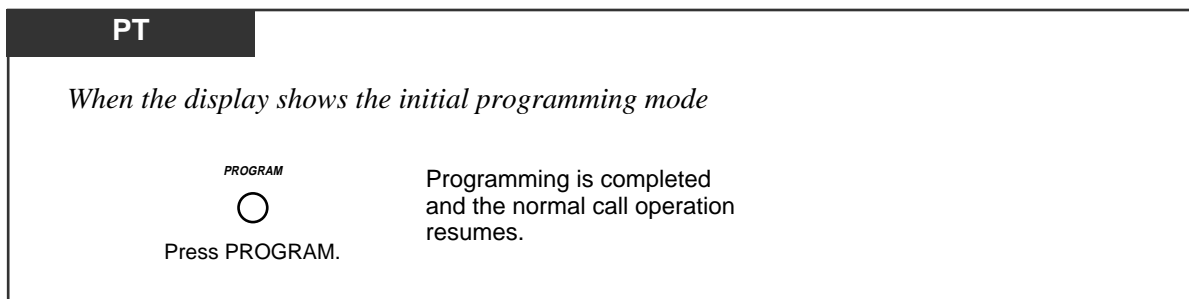 PT
When the display shows the initial programming mode
PROGRAM
Press PROGRAM.
Programming is completed
and the normal call operation
resumes.